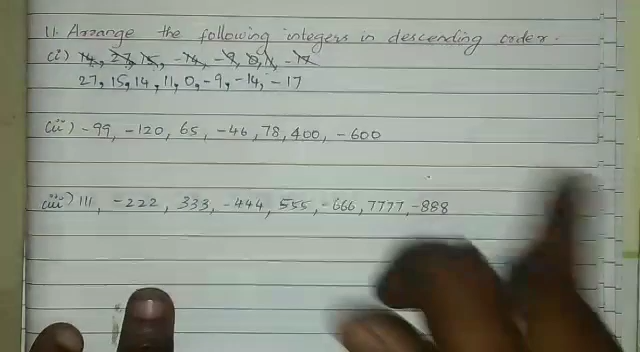 11. Arrange the following integers in descending order.
(i) 14, 27, 15, -14, -9, 0, 11, -17
27, 15, 14, 11, 0, -9, -14, -17
(ii) -99, -120, 65, -46, 78, 400, -600
(iii) 111, -222, 333, -444, 555, -666, 7777, -888